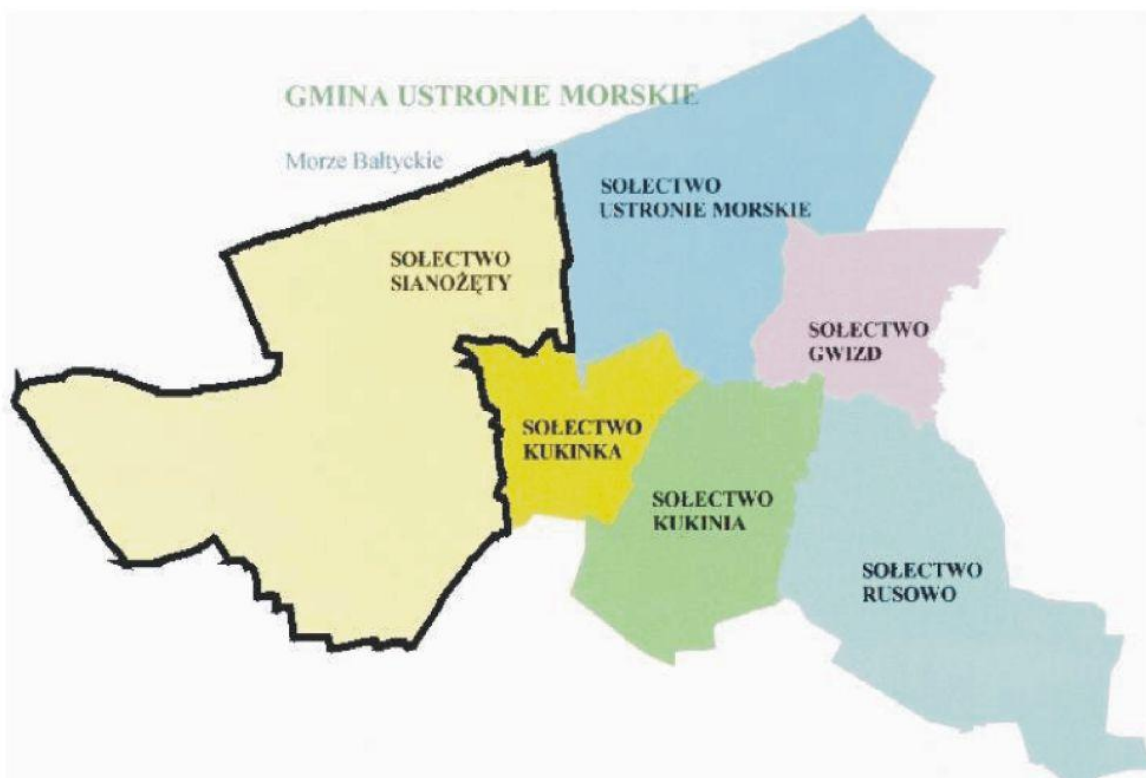 GMINA USTRONIE MORSKIE
Morze Bałtyckie
SOŁECTWO
USTRONIE MORSKIE
SOŁECTWO
SIANOŻĘTY
SOŁECTWO
GWIZD
SOŁECTWO
KUKINKA
SOŁECTWO
KUKINIA
SOŁECTWO
RUSOWO